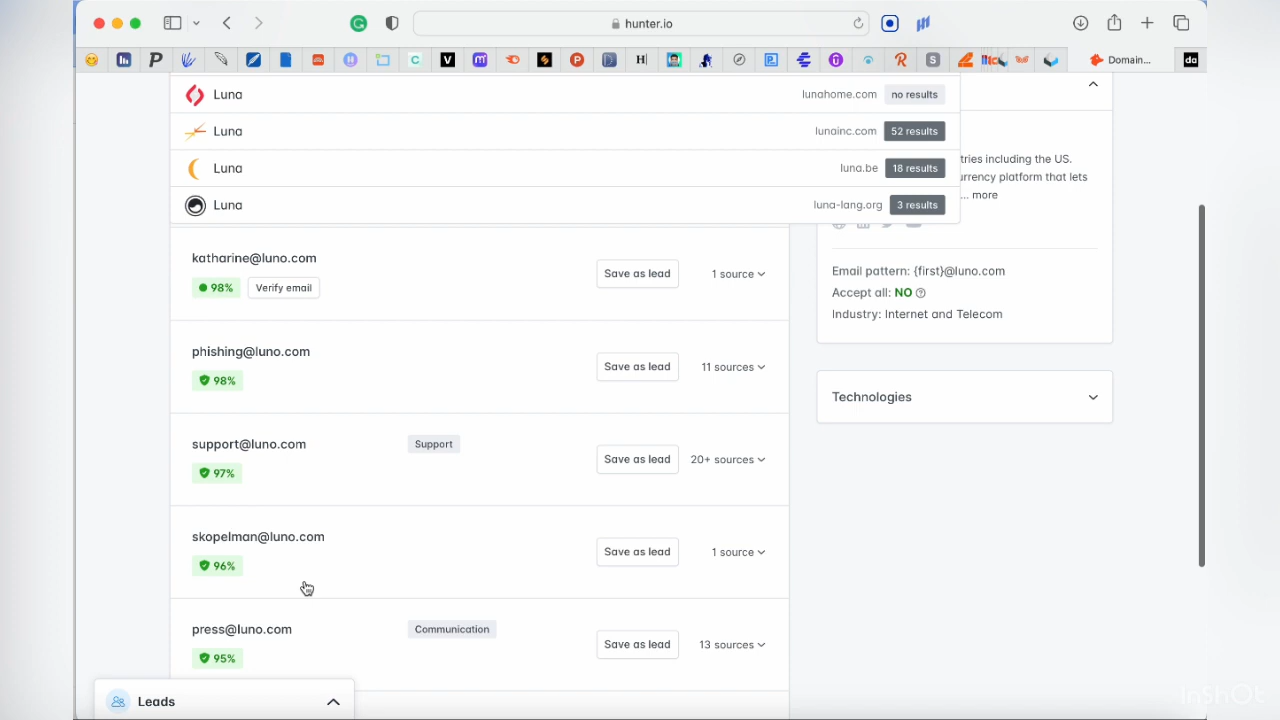 hunter.io
Domain...
da
Luna
lunahome.com
no results
Luna
lunainc.com
52 results
Luna
luna.be
18 results
Luna
luna-lang.org
3 results
tries including the US.
urrency platform that lets
... more
katharine@luno.com
98%
Verify email
Save as lead
1 source
Email pattern: {first}@luno.com
Accept all: NO
Industry: Internet and Telecom
phishing@luno.com
98%
Save as lead
11 sources
Technologies
support@luno.com
Support
97%
Save as lead
20+ sources
skopelman@luno.com
96%
Save as lead
1 source
press@luno.com
Communication
95%
Save as lead
13 sources
Leads
InShOt